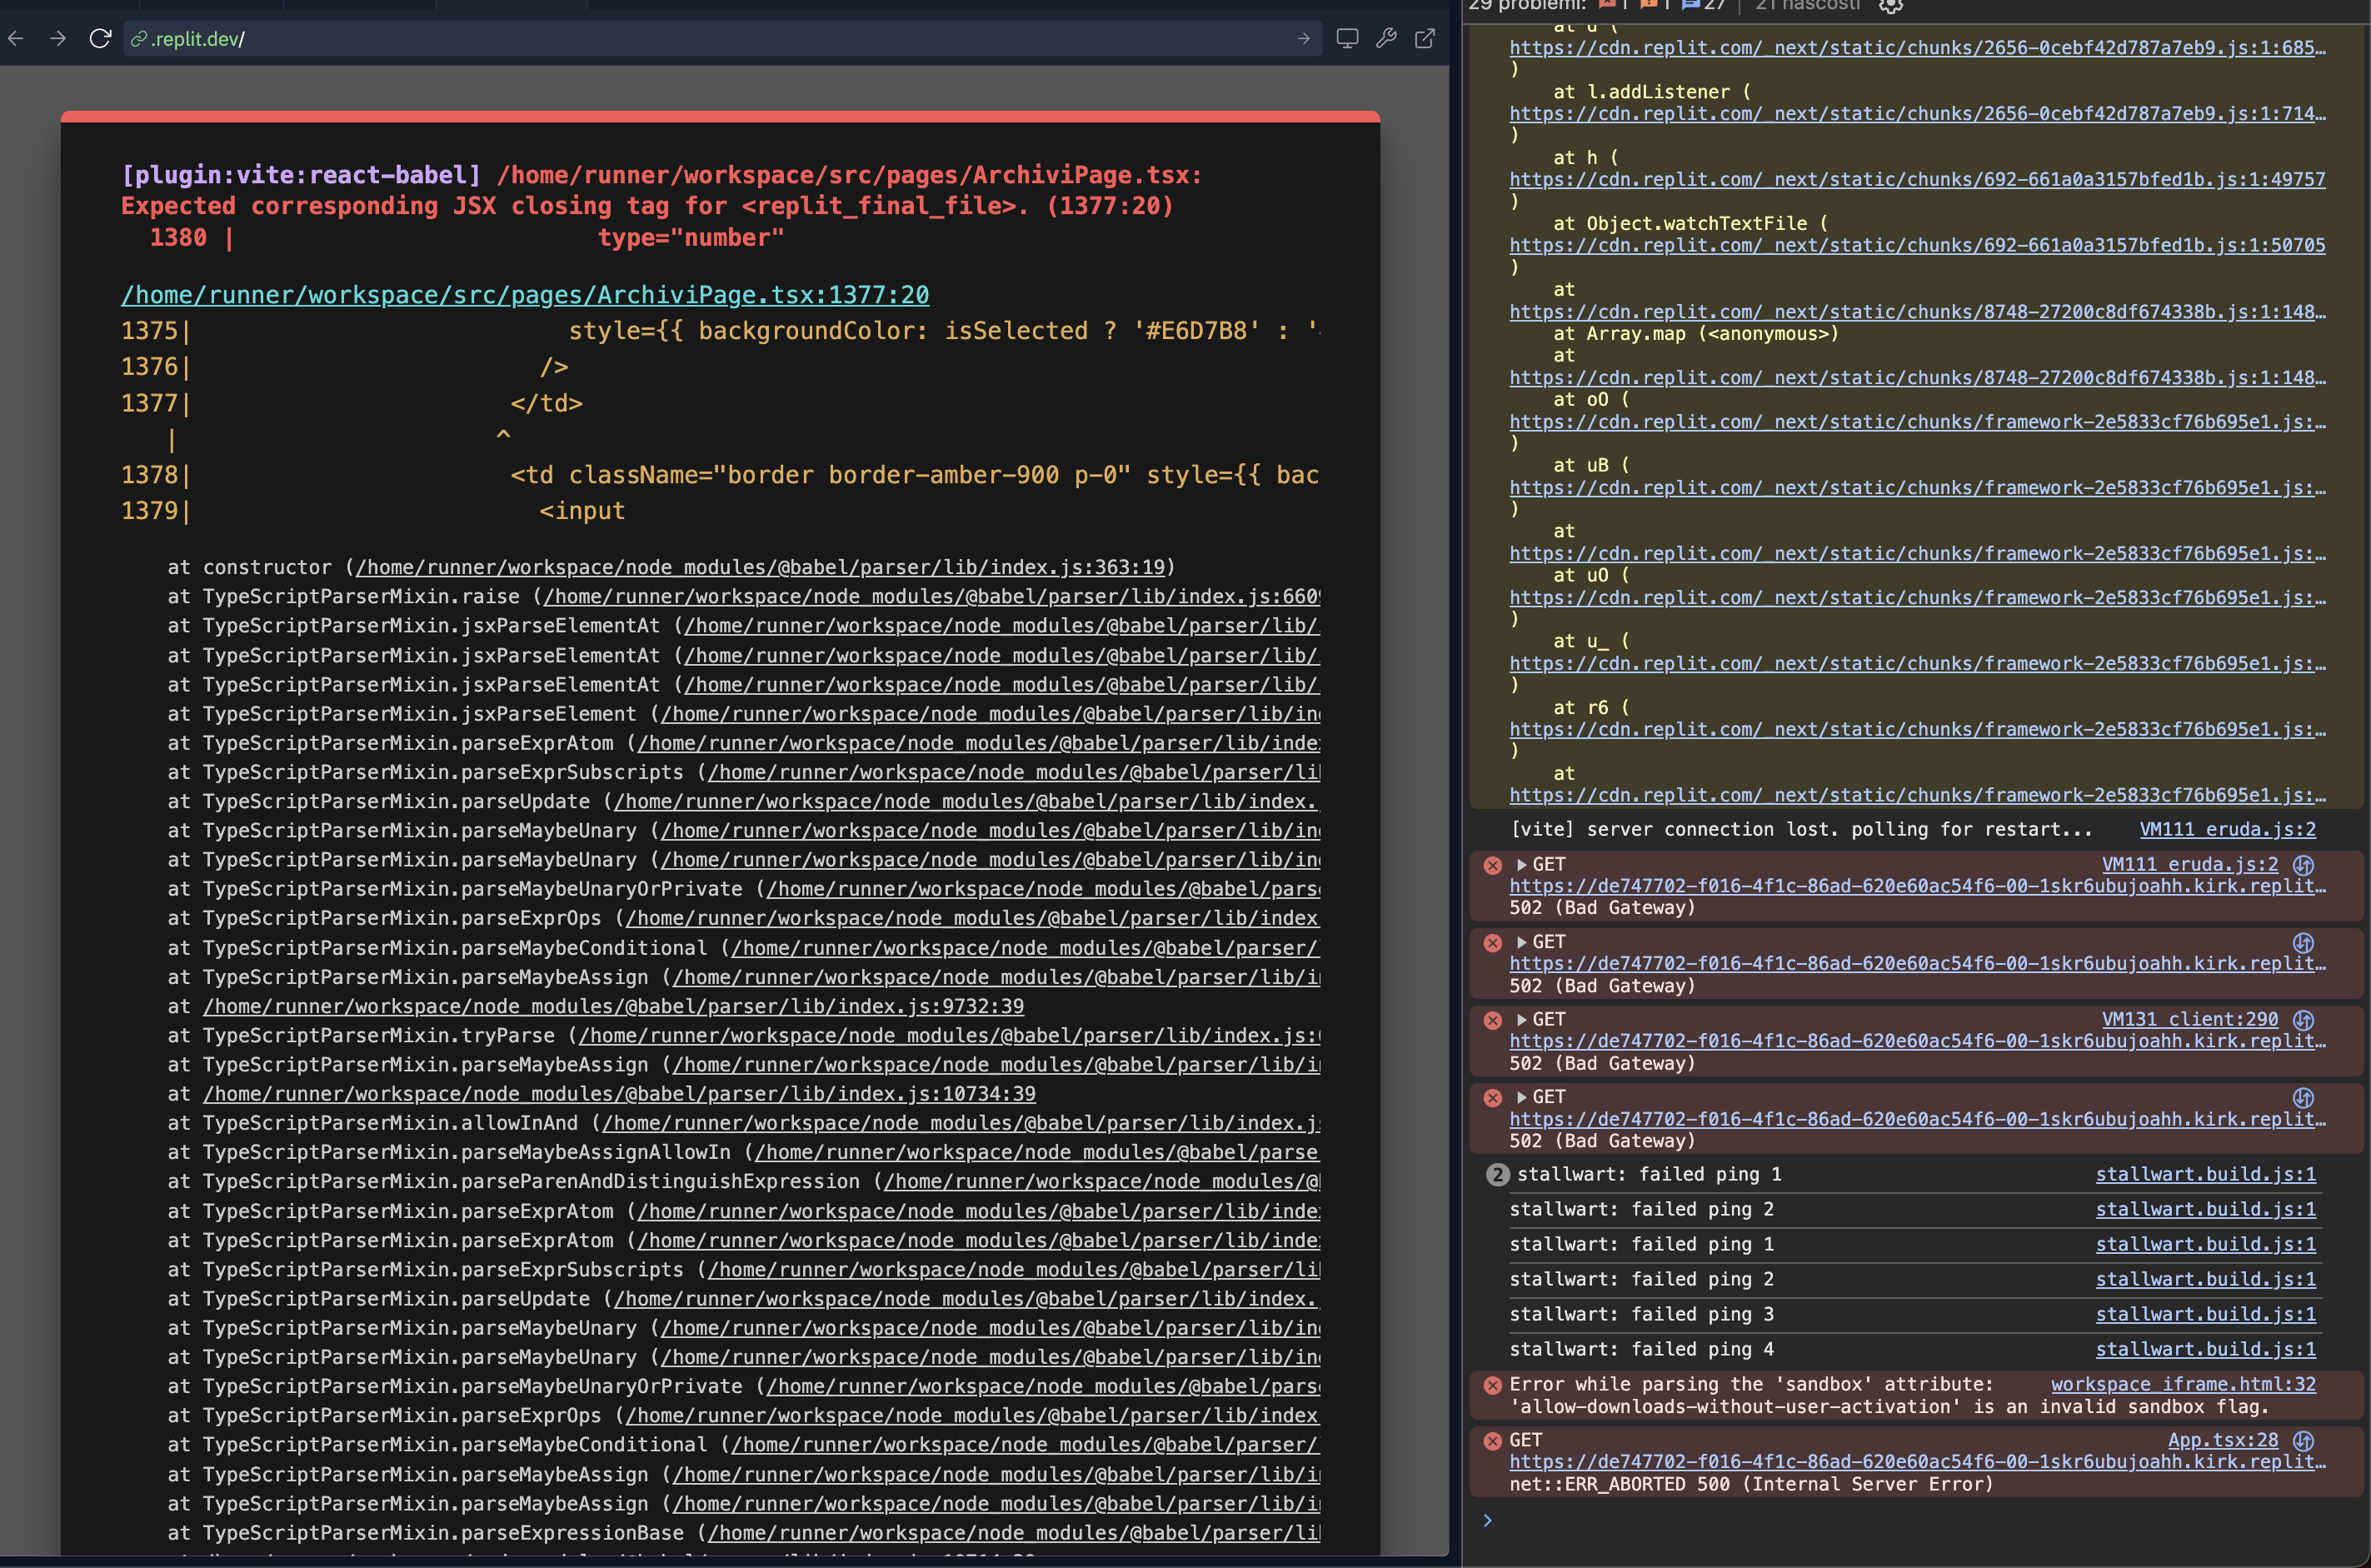 .replit.dev/
[plugin:vite:react-babel] /home/runner/workspace/src/pages/ArchiviPage.tsx:
Expected corresponding JSX closing tag for <replit_final_file>. (1377:20)
1380 | type="number"
/home/runner/workspace/src/pages/ArchiviPage.tsx:1377:20
1375| style={{ backgroundColor: isSelected ? '#E6D7B8' : '
1376| />
1377| </td>
| ^
1378| <td className="border border-amber-900 p-0" style={{ bac
1379| <input
at constructor (/home/runner/workspace/node_modules/@babel/parser/lib/index.js:363:19)
at TypeScriptParserMixin.raise (/home/runner/workspace/node_modules/@babel/parser/lib/index.js:660
at TypeScriptParserMixin.jsxParseElementAt (/home/runner/workspace/node_modules/@babel/parser/lib/
at TypeScriptParserMixin.jsxParseElementAt (/home/runner/workspace/node_modules/@babel/parser/lib/
at TypeScriptParserMixin.jsxParseElementAt (/home/runner/workspace/node_modules/@babel/parser/lib/
at TypeScriptParserMixin.jsxParseElement (/home/runner/workspace/node_modules/@babel/parser/lib/in
at TypeScriptParserMixin.parseExprAtom (/home/runner/workspace/node_modules/@babel/parser/lib/inde
at TypeScriptParserMixin.parseExprSubscripts (/home/runner/workspace/node_modules/@babel/parser/li
at TypeScriptParserMixin.parseUpdate (/home/runner/workspace/node_modules/@babel/parser/lib/index.
at TypeScriptParserMixin.parseMaybeUnary (/home/runner/workspace/node_modules/@babel/parser/lib/in
at TypeScriptParserMixin.parseMaybeUnary (/home/runner/workspace/node_modules/@babel/parser/lib/in
at TypeScriptParserMixin.parseMaybeUnaryOrPrivate (/home/runner/workspace/node_modules/@babel/pars
at TypeScriptParserMixin.parseExprOps (/home/runner/workspace/node_modules/@babel/parser/lib/index
at TypeScriptParserMixin.parseMaybeConditional (/home/runner/workspace/node_modules/@babel/parser/
at TypeScriptParserMixin.parseMaybeAssign (/home/runner/workspace/node_modules/@babel/parser/lib/i
at /home/runner/workspace/node_modules/@babel/parser/lib/index.js:9732:39
at TypeScriptParserMixin.tryParse (/home/runner/workspace/node_modules/@babel/parser/lib/index.js:
at TypeScriptParserMixin.parseMaybeAssign (/home/runner/workspace/node_modules/@babel/parser/lib/i
at /home/runner/workspace/node_modules/@babel/parser/lib/index.js:10734:39
at TypeScriptParserMixin.allowInAnd (/home/runner/workspace/node_modules/@babel/parser/lib/index.j
at TypeScriptParserMixin.parseMaybeAssignAllowIn (/home/runner/workspace/node_modules/@babel/parse
at TypeScriptParserMixin.parseParenAndDistinguishExpression (/home/runner/workspace/node_modules/@
at TypeScriptParserMixin.parseExprAtom (/home/runner/workspace/node_modules/@babel/parser/lib/inde
at TypeScriptParserMixin.parseExprAtom (/home/runner/workspace/node_modules/@babel/parser/lib/inde
at TypeScriptParserMixin.parseExprSubscripts (/home/runner/workspace/node_modules/@babel/parser/li
at TypeScriptParserMixin.parseUpdate (/home/runner/workspace/node_modules/@babel/parser/lib/index.
at TypeScriptParserMixin.parseMaybeUnary (/home/runner/workspace/node_modules/@babel/parser/lib/in
at TypeScriptParserMixin.parseMaybeUnary (/home/runner/workspace/node_modules/@babel/parser/lib/in
at TypeScriptParserMixin.parseMaybeUnaryOrPrivate (/home/runner/workspace/node_modules/@babel/pars
at TypeScriptParserMixin.parseExprOps (/home/runner/workspace/node_modules/@babel/parser/lib/index
at TypeScriptParserMixin.parseMaybeConditional (/home/runner/workspace/node_modules/@babel/parser/
at TypeScriptParserMixin.parseMaybeAssign (/home/runner/workspace/node_modules/@babel/parser/lib/i
at TypeScriptParserMixin.parseMaybeAssign (/home/runner/workspace/node_modules/@babel/parser/lib/i
at TypeScriptParserMixin.parseExpressionBase (/home/runner/workspace/node_modules/@babel/parser/li
29 problemi: 1 1 27 | 21 nascosti
at d (
https://cdn.replit.com/_next/static/chunks/2656-0cebf42d787a7eb9.js:1:685…
)
at l.addListener (
https://cdn.replit.com/_next/static/chunks/2656-0cebf42d787a7eb9.js:1:714…
)
at h (
https://cdn.replit.com/_next/static/chunks/692-661a0a3157bfed1b.js:1:49757
)
at Object.watchTextFile (
https://cdn.replit.com/_next/static/chunks/692-661a0a3157bfed1b.js:1:50705
)
at
https://cdn.replit.com/_next/static/chunks/8748-27200c8df674338b.js:1:148…
at Array.map (<anonymous>)
at
https://cdn.replit.com/_next/static/chunks/8748-27200c8df674338b.js:1:148…
at oO (
https://cdn.replit.com/_next/static/chunks/framework-2e5833cf76b695e1.js:…
)
at uB (
https://cdn.replit.com/_next/static/chunks/framework-2e5833cf76b695e1.js:…
)
at
https://cdn.replit.com/_next/static/chunks/framework-2e5833cf76b695e1.js:…
at uO (
https://cdn.replit.com/_next/static/chunks/framework-2e5833cf76b695e1.js:…
)
at u_ (
https://cdn.replit.com/_next/static/chunks/framework-2e5833cf76b695e1.js:…
)
at r6 (
https://cdn.replit.com/_next/static/chunks/framework-2e5833cf76b695e1.js:…
)
at
https://cdn.replit.com/_next/static/chunks/framework-2e5833cf76b695e1.js:…
[vite] server connection lost. polling for restart... VM111 eruda.js:2
GET VM111 eruda.js:2
https://de747702-f016-4f1c-86ad-620e60ac54f6-00-1skr6ubujoahh.kirk.replit…
502 (Bad Gateway)
GET
https://de747702-f016-4f1c-86ad-620e60ac54f6-00-1skr6ubujoahh.kirk.replit…
502 (Bad Gateway)
GET VM131 client:290
https://de747702-f016-4f1c-86ad-620e60ac54f6-00-1skr6ubujoahh.kirk.replit…
502 (Bad Gateway)
GET
https://de747702-f016-4f1c-86ad-620e60ac54f6-00-1skr6ubujoahh.kirk.replit…
502 (Bad Gateway)
2 stallwart: failed ping 1 stallwart.build.js:1
stallwart: failed ping 2 stallwart.build.js:1
stallwart: failed ping 1 stallwart.build.js:1
stallwart: failed ping 2 stallwart.build.js:1
stallwart: failed ping 3 stallwart.build.js:1
stallwart: failed ping 4 stallwart.build.js:1
Error while parsing the 'sandbox' attribute: workspace_iframe.html:32
'allow-downloads-without-user-activation' is an invalid sandbox flag.
GET App.tsx:28
https://de747702-f016-4f1c-86ad-620e60ac54f6-00-1skr6ubujoahh.kirk.replit…
net::ERR_ABORTED 500 (Internal Server Error)